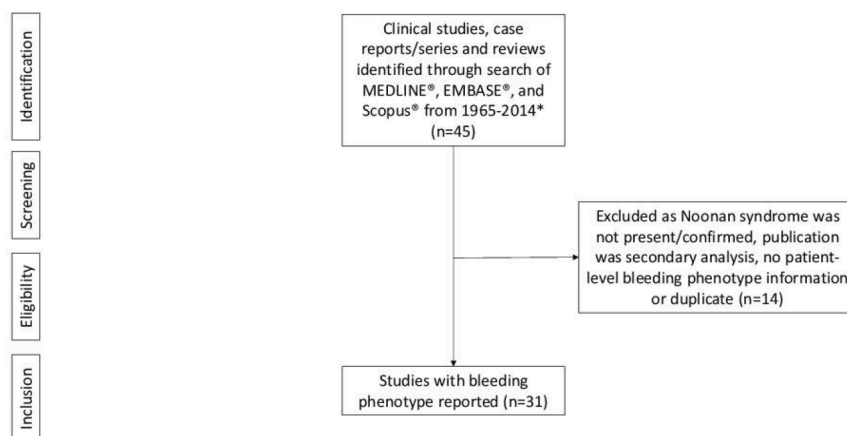 Identification
Clinical studies, case
reports/series and reviews
identified through search of
MEDLINE®, EMBASE®, and
Scopus® from 1965-2014*
(n=45)
Screening
Excluded as Noonan syndrome was
not present/confirmed, publication
was secondary analysis, no patient-
level bleeding phenotype information
or duplicate (n=14)
Eligibility
Inclusion
Studies with bleeding
phenotype reported (n=31)